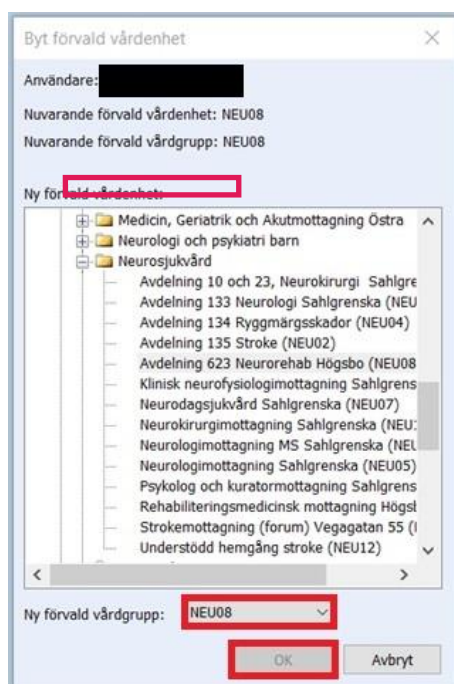 Byt förvald vårdenhet
Användare:
Nuvarande förvald vårdenhet: NEU08
Nuvarande förvald vårdgrupp: NEU08
Ny förvald vårdenhet:
Medicin, Geriatrik och Akutmottagning Östra
Neurologi och psykiatri barn
Neurosjukvård
Avdelning 10 och 23, Neurokirurgi Sahlgre
Avdelning 133 Neurologi Sahlgrenska (NEU
Avdelning 134 Ryggmärgsskador (NEU04)
Avdelning 135 Stroke (NEU02)
Avdelning 623 Neurorehab Högsbo (NEU08
Klinisk neurofysiologimottagning Sahlgrens
Neurodagsjukvård Sahlgrenska (NEU07)
Neurokirurgimottagning Sahlgrenska (NEU
Neurologimottagning MS Sahlgrenska (NEU
Neurologimottagning Sahlgrenska (NEU05)
Psykolog och kuratormottagning Sahlgrens
Rehabiliteringsmedicinsk mottagning Högsb
Strokemottagning (forum) Vegagatan 55 (
Understödd hemgång stroke (NEU12)
Ny förvald vårdgrupp: NEU08
OK Avbryt